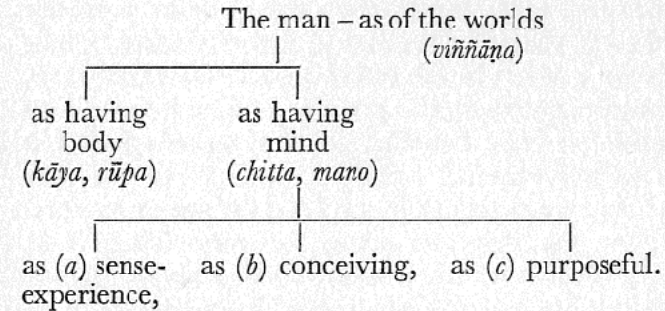 The man – as of the worlds
(viññāṇa)
as having as having
body mind
(kāya, rūpa) (chitta, mano)
as (a) sense- as (b) conceiving, as (c) purposeful.
experience,